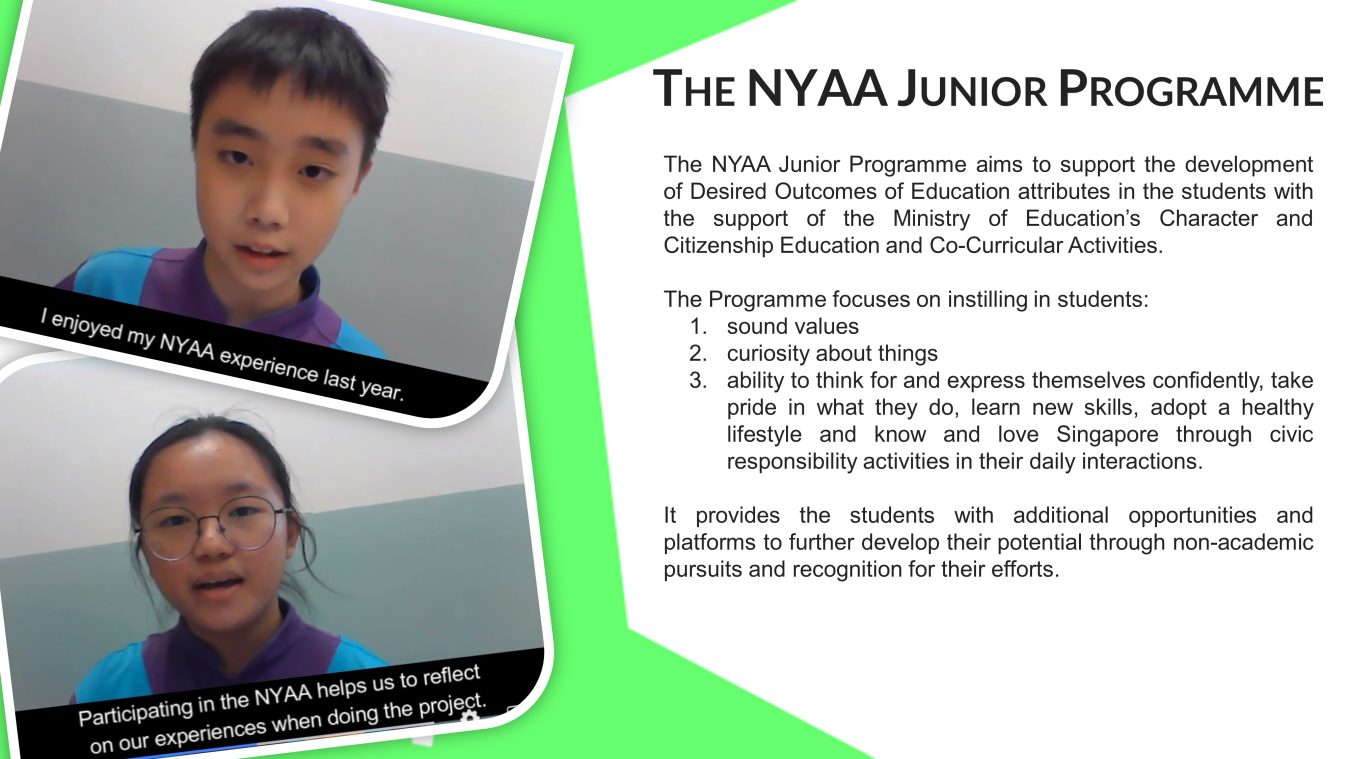 THE NYAA JUNIOR PROGRAMME
The NYAA Junior Programme aims to support the development
of Desired Outcomes of Education attributes in the students with
the support of the Ministry of Education’s Character and
Citizenship Education and Co-Curricular Activities.
The Programme focuses on instilling in students:
1. sound values
2. curiosity about things
3. ability to think for and express themselves confidently, take
pride in what they do, learn new skills, adopt a healthy
lifestyle and know and love Singapore through civic
responsibility activities in their daily interactions.
It provides the students with additional opportunities and
platforms to further develop their potential through non-academic
pursuits and recognition for their efforts.
I enjoyed my NYAA experience last year.
Participating in the NYAA helps us to reflect
on our experiences when doing the project.